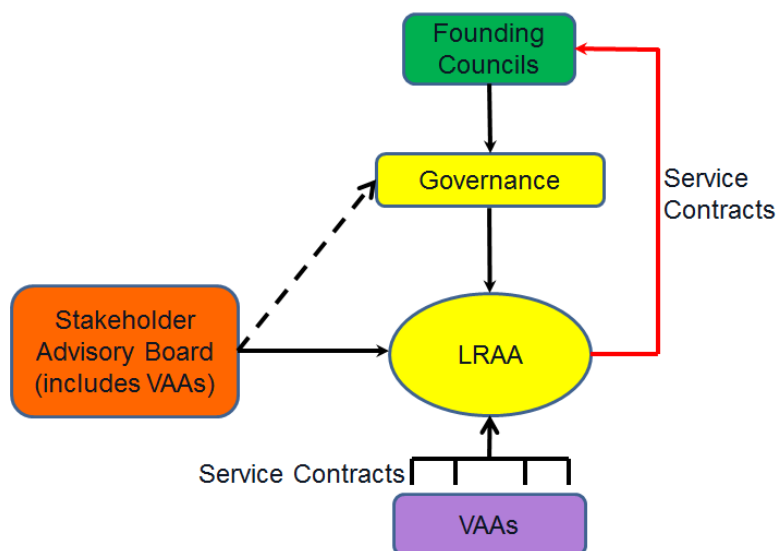 Founding
Councils
Governance
Service
Contracts
Stakeholder
Advisory Board
(includes VAAs)
LRAA
Service Contracts
VAAs